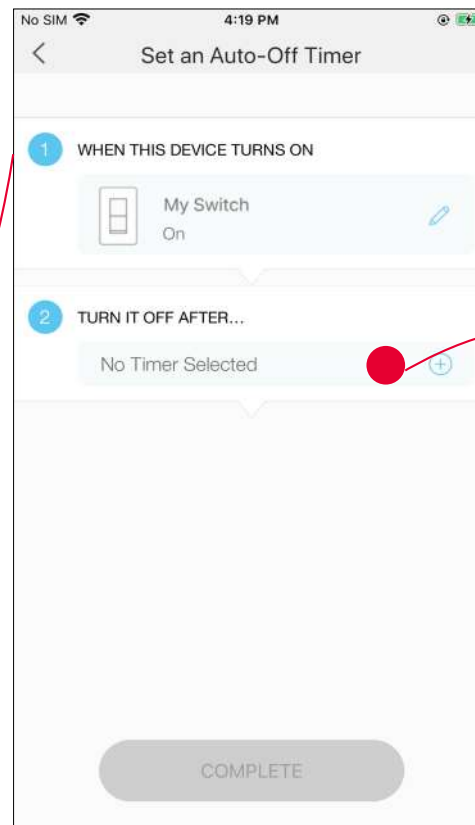 No SIM 4:19 PM
Set an Auto-Off Timer
1 WHEN THIS DEVICE TURNS ON
My Switch
On
2 TURN IT OFF AFTER...
No Timer Selected
COMPLETE